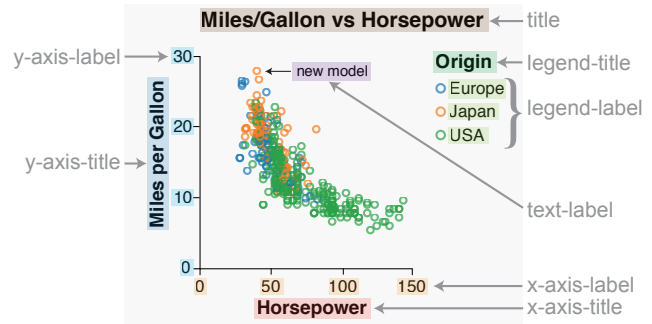 Miles/Gallon vs Horsepower
title
y-axis-label
30
new model
Origin
legend-title
Europe
Japan
USA
legend-label
20
Miles per Gallon
y-axis-title
10
text-label
0
0
50
100
150
x-axis-label
Horsepower
x-axis-title